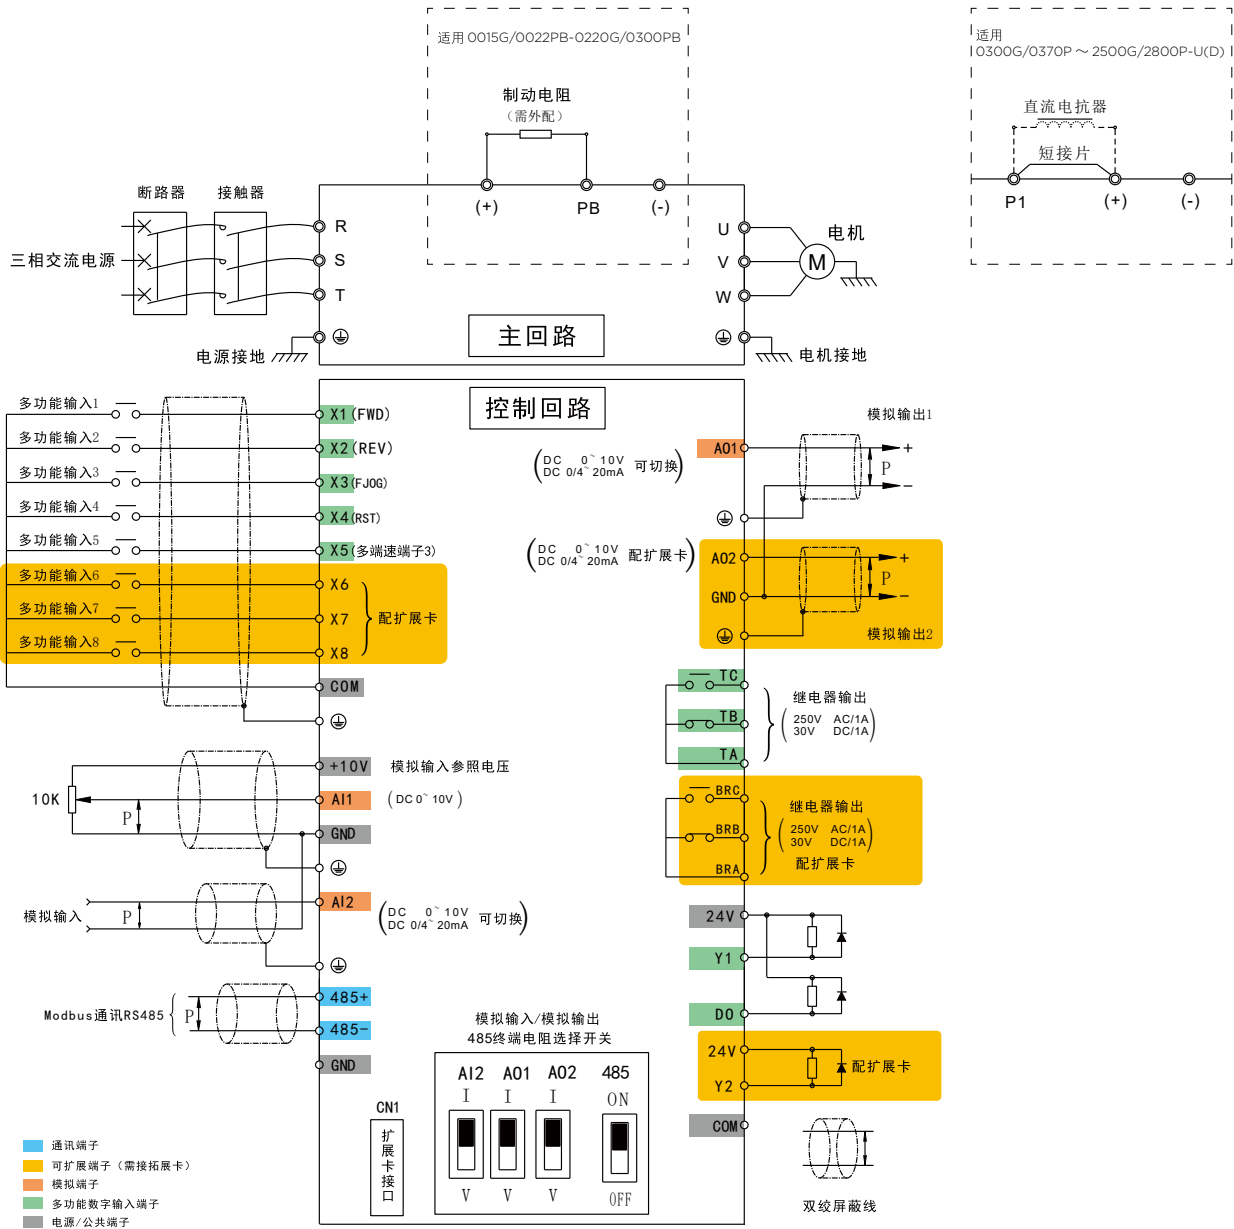 适用 0015G/0022PB-0220G/0300PB
制动电阻
（需外配）
(+)
PB
(-)
适用
0300G/0370P ～ 2500G/2800P-U(D)
直流电抗器
短接片
P1
(+)
(-)
断路器
接触器
三相交流电源
R
S
T
电源接地
主回路
U
V
W
M
电机
电机接地
控制回路
多功能输入1
X1(FWD)
多功能输入2
X2(REV)
多功能输入3
X3(FJOG)
多功能输入4
X4(RST)
多功能输入5
X5(多端速端子3)
多功能输入6
X6
多功能输入7
X7
配扩展卡
多功能输入8
X8
COM
+10V 模拟输入参照电压
10K
P
AI1 (DC 0~10V)
GND
模拟输入
P
AI2
DC 0~10V
DC 0/4~20mA 可切换
Modbus通讯RS485
P
485+
485-
GND
模拟输出1
AO1
DC 0~10V
DC 0/4~20mA 可切换
+
P
-
DC 0~10V
DC 0/4~20mA 配扩展卡
AO2
+
P
GND
-
模拟输出2
TC
TB
TA
继电器输出
250V AC/1A
30V DC/1A
BRC
BRB
BRA
继电器输出
250V AC/1A
30V DC/1A
配扩展卡
24V
Y1
DO
24V
Y2
配扩展卡
COM
双绞屏蔽线
模拟输入/模拟输出
485终端电阻选择开关
AI2 AO1 AO2 485
I I I ON
V V V OFF
CN1
扩展卡接口
通讯端子
可扩展端子（需接拓展卡）
模拟端子
多功能数字输入端子
电源/公共端子